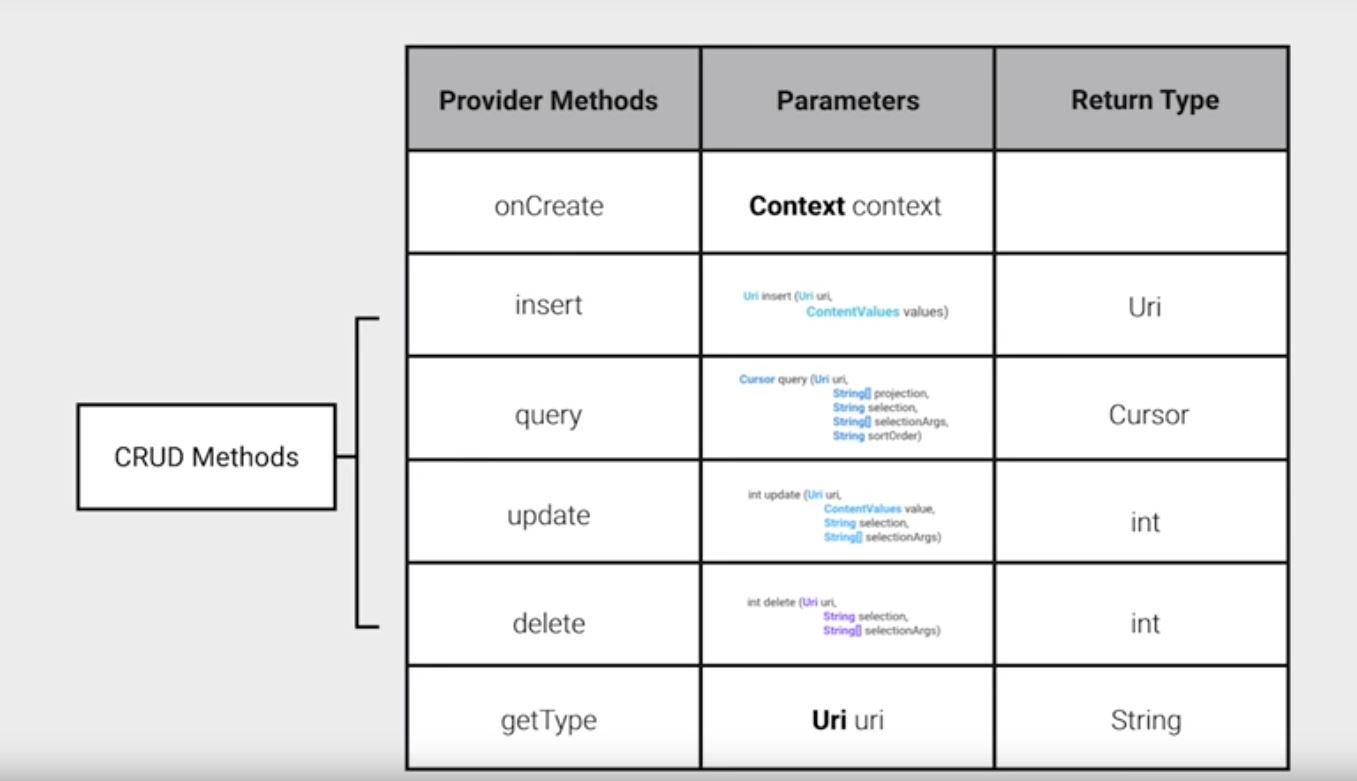 Provider Methods Parameters Return Type
onCreate Context context
insert
Uri insert (Uri uri,
ContentValues values)
Uri
query
Cursor query (Uri uri,
String[] projection,
String selection,
String[] selectionArgs,
String sortOrder)
Cursor
update
int update (Uri uri,
ContentValues value,
String selection,
String[] selectionArgs)
int
delete
int delete (Uri uri,
String selection,
String[] selectionArgs)
int
getType Uri uri String
CRUD Methods